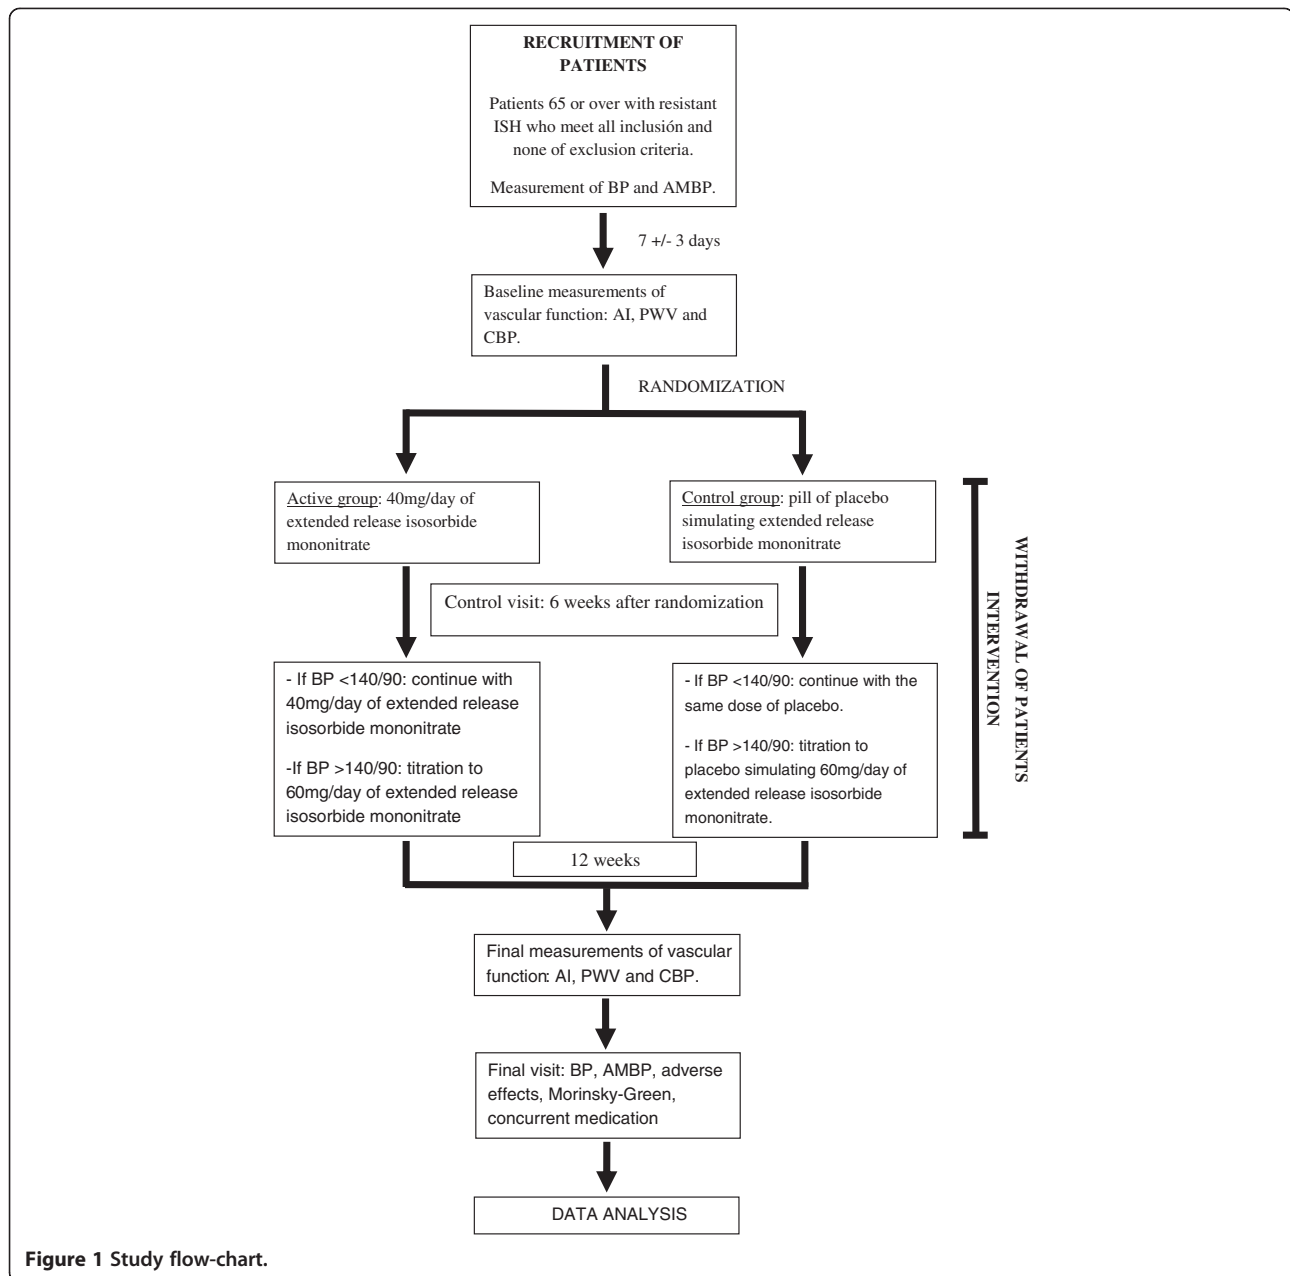 RECRUITMENT OF
PATIENTS
Patients 65 or over with resistant
ISH who meet all inclusión and
none of exclusion criteria.
Measurement of BP and AMBP.
7 +/- 3 days
Baseline measurements of
vascular function: AI, PWV and
CBP.
RANDOMIZATION
Active group: 40mg/day of
extended release isosorbide
mononitrate
Control group: pill of placebo
simulating extended release
isosorbide mononitrate
Control visit: 6 weeks after randomization
- If BP <140/90: continue with
40mg/day of extended release
isosorbide mononitrate
-If BP >140/90: titration to
60mg/day of extended release
isosorbide mononitrate
- If BP <140/90: continue with the
same dose of placebo.
- If BP >140/90: titration to
placebo simulating 60mg/day of
extended release isosorbide
mononitrate.
WITHDRAWAL OF PATIENTS
INTERVENTION
12 weeks
Final measurements of vascular
function: AI, PWV and CBP.
Final visit: BP, AMBP, adverse
effects, Morinsky-Green,
concurrent medication
DATA ANALYSIS
Figure 1 Study flow-chart.